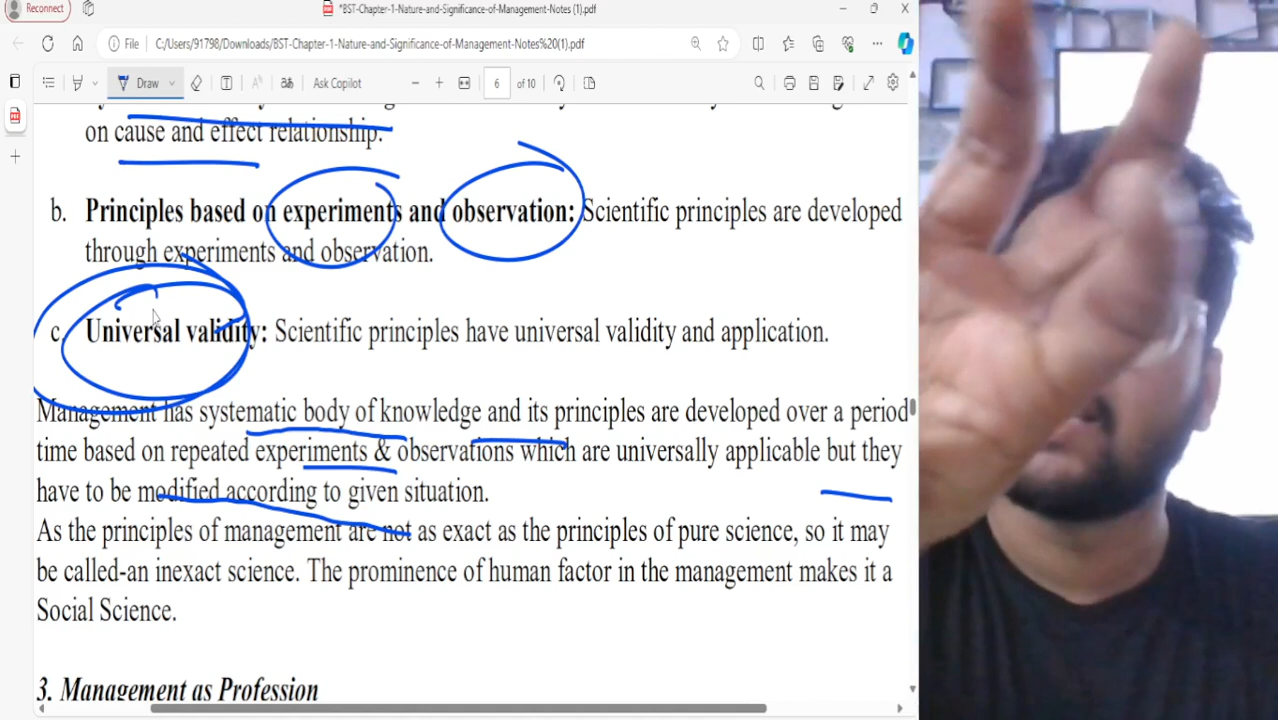 Reconnect
*BST-Chapter-1-Nature-and-Significance-of-Management-Notes (1).pdf
File C:/Users/91798/Downloads/BST-Chapter-1-Nature-and-Significance-of-Management-Notes%20(1).pdf
Draw Ask Copilot 6 of 10
on cause and effect relationship.
b. Principles based on experiments and observation: Scientific principles are developed
through experiments and observation.
c. Universal validity: Scientific principles have universal validity and application.
Management has systematic body of knowledge and its principles are developed over a period
time based on repeated experiments & observations which are universally applicable but they
have to be modified according to given situation.
As the principles of management are not as exact as the principles of pure science, so it may
be called-an inexact science. The prominence of human factor in the management makes it a
Social Science.
3. Management as Profession